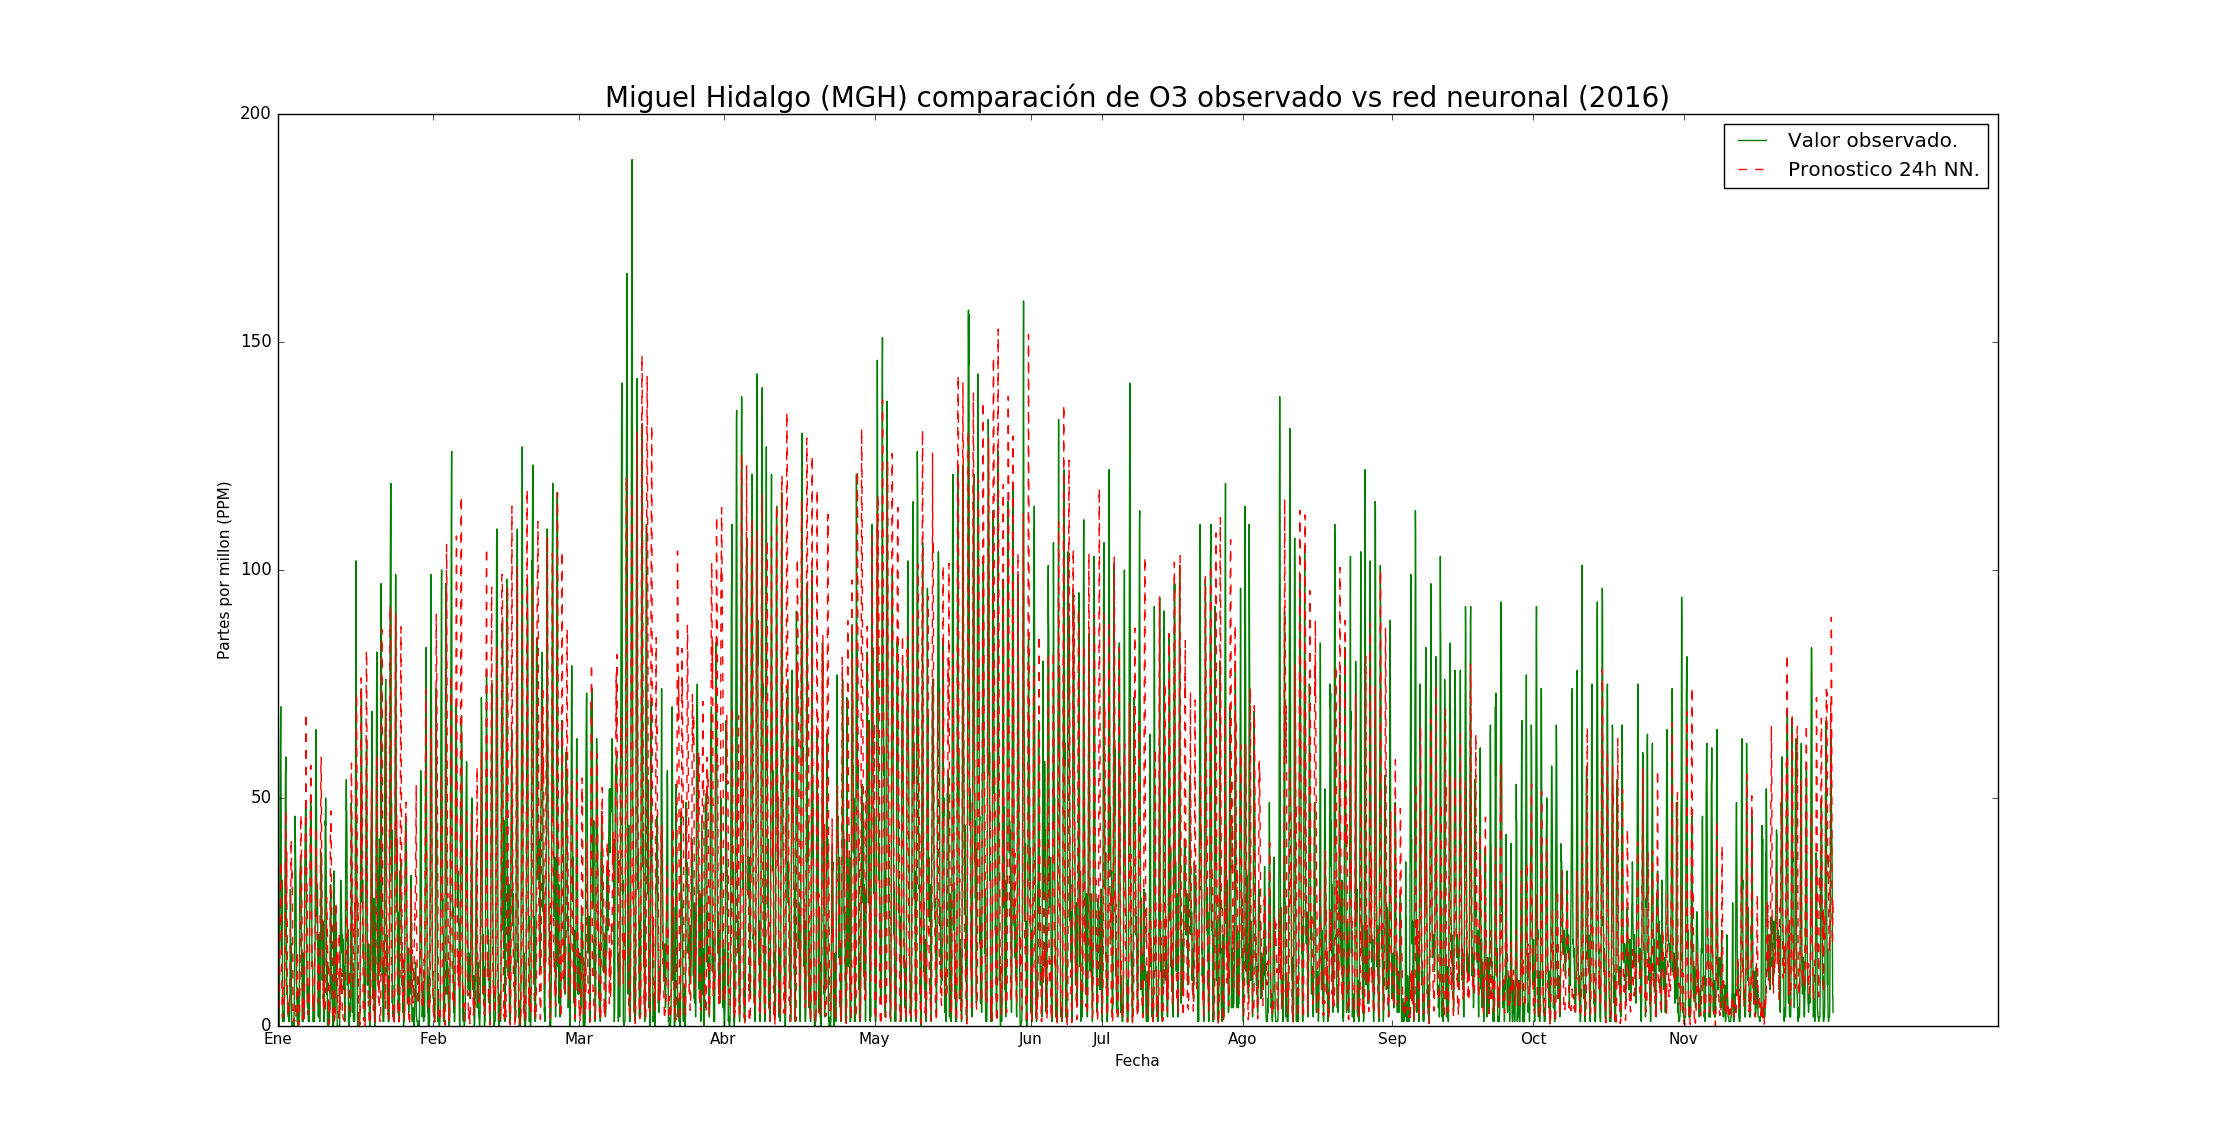 Miguel Hidalgo (MGH) comparación de O3 observado vs red neuronal (2016)
200
150
100
50
0
Partes por millon (PPM)
Valor observado.
Pronostico 24h NN.
Ene Feb Mar Abr May Jun Jul Ago Sep Oct Nov
Fecha